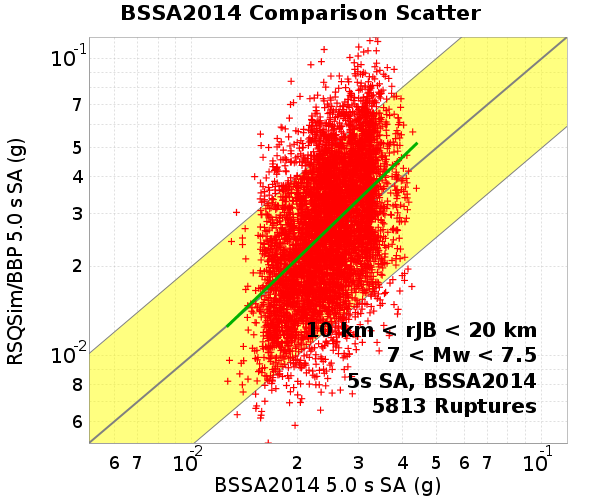 BSSA2014 Comparison Scatter
RSQSim/BBP 5.0 s SA (g)
10⁻¹
7
5
4
3
2
10⁻²
8
6
10 km < rJB < 20 km
7 < Mw < 7.5
5s SA, BSSA2014
5813 Ruptures
6 7 10⁻² 2 3 4 5 6 7 10⁻¹
BSSA2014 5.0 s SA (g)